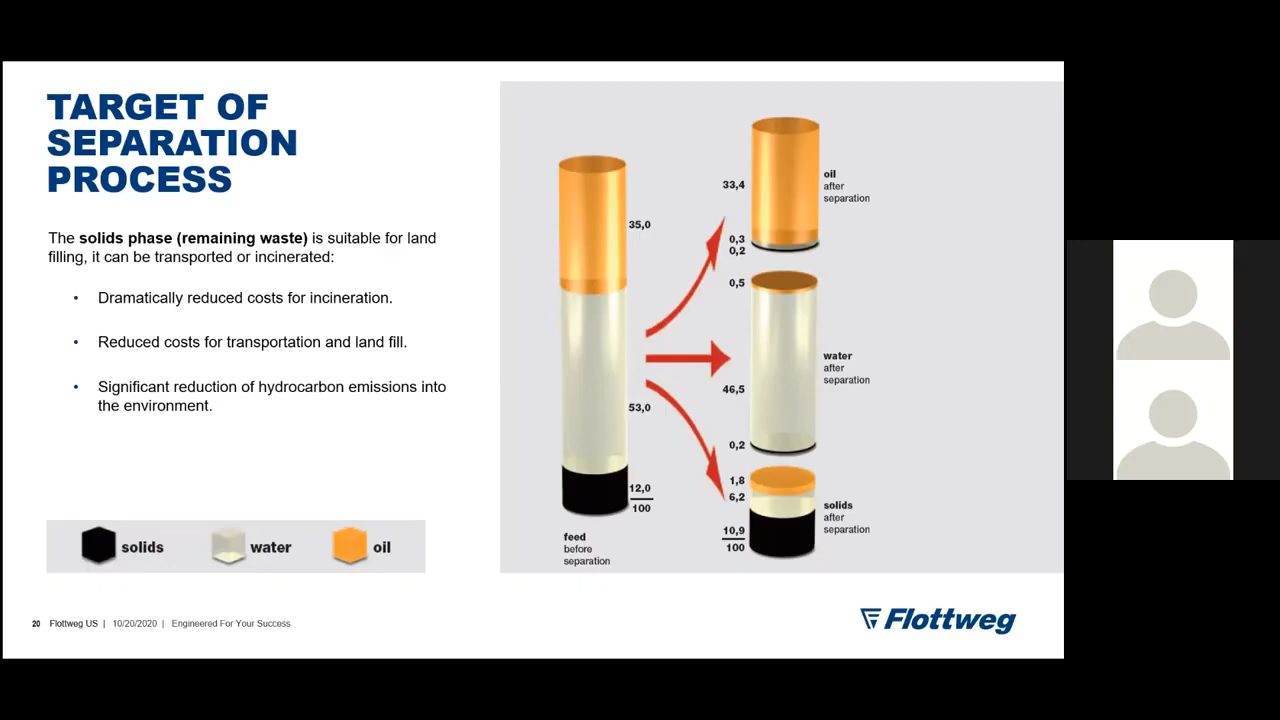 TARGET OF
SEPARATION
PROCESS
The solids phase (remaining waste) is suitable for land
filling, it can be transported or incinerated:
• Dramatically reduced costs for incineration.
• Reduced costs for transportation and land fill.
• Significant reduction of hydrocarbon emissions into
the environment.
solids
water
oil
35,0
53,0
12,0
100
feed
before
separation
33,4
0,3
0,2
oil
after
separation
0,5
46,5
0,2
water
after
separation
1,8
6,2
10,9
100
solids
after
separation
20 Flottweg US | 10/20/2020 | Engineered For Your Success
Flottweg